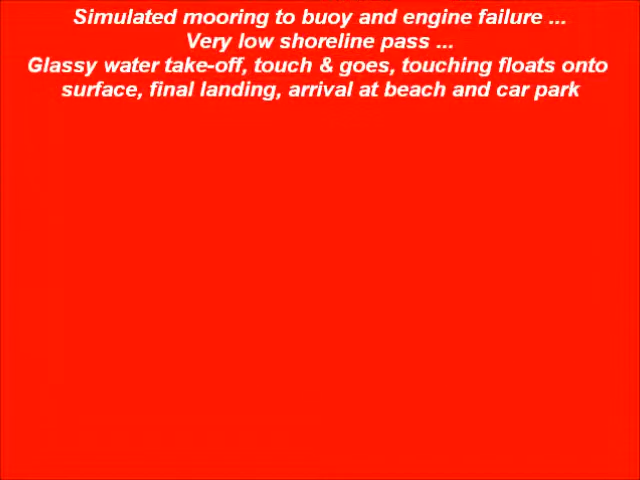 Simulated mooring to buoy and engine failure ...
Very low shoreline pass ...
Glassy water take-off, touch & goes, touching floats onto
surface, final landing, arrival at beach and car park